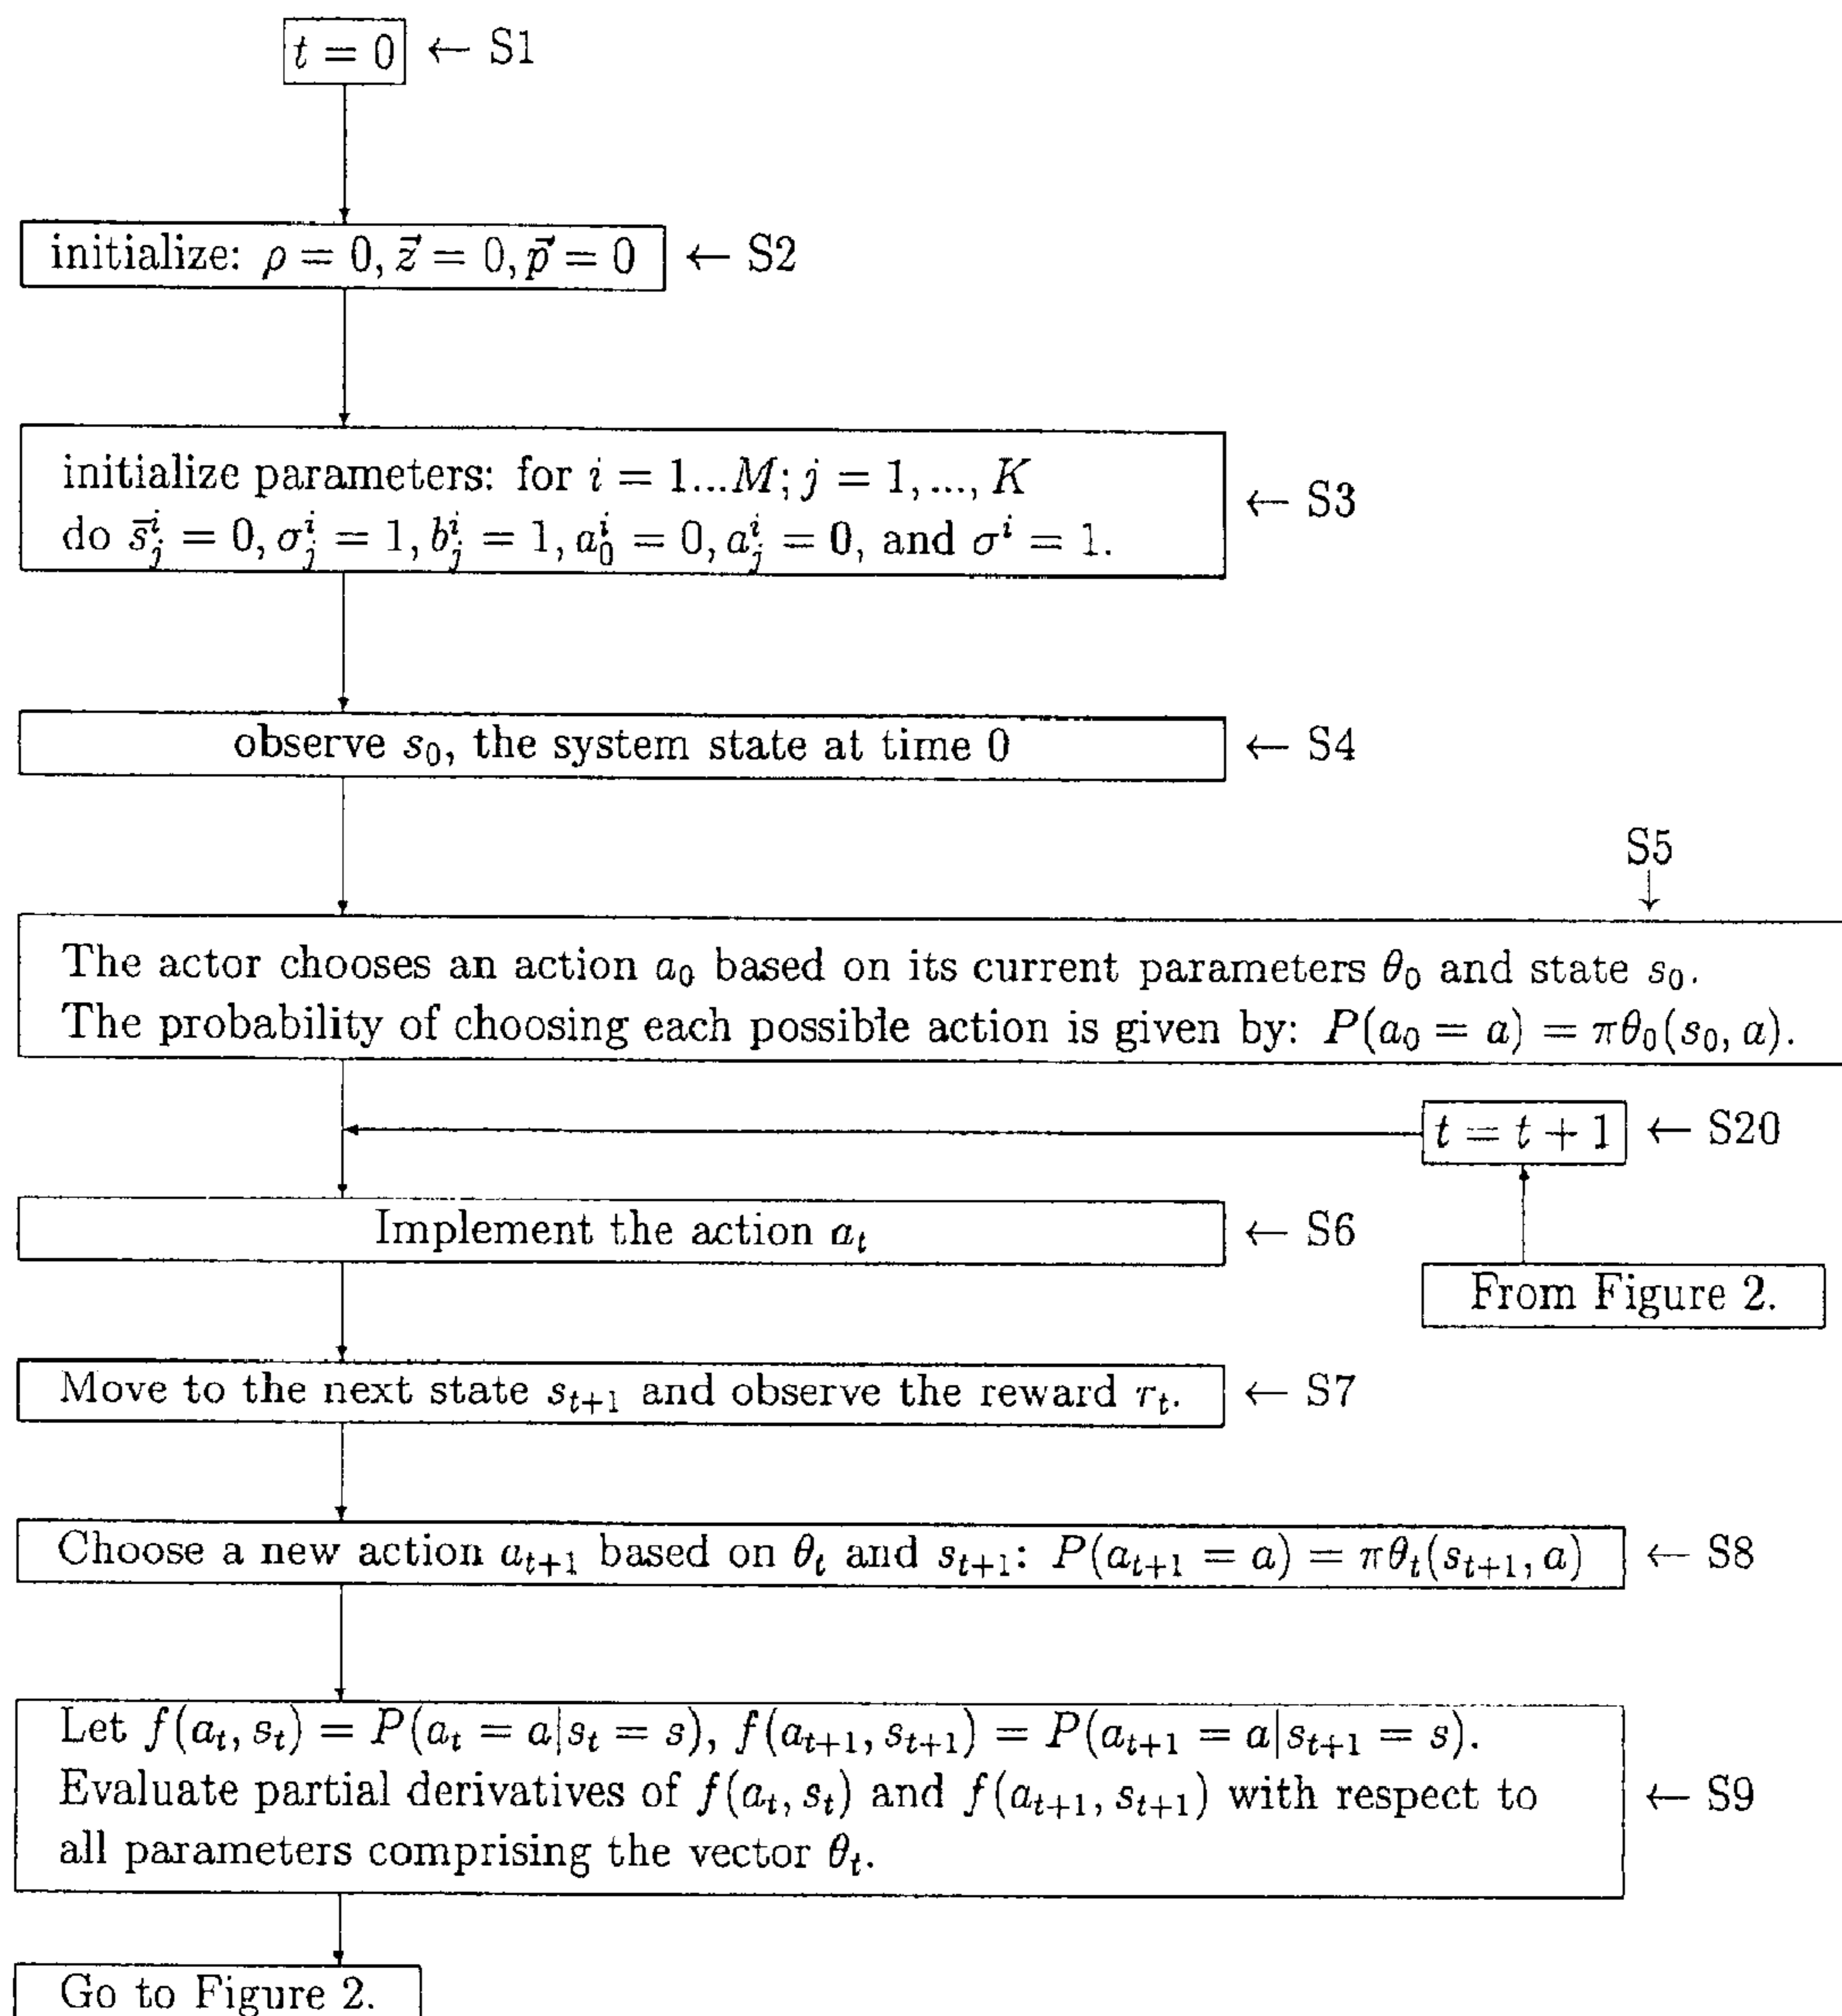 t = 0 ← S1
initialize: ρ = 0, z⃗ = 0, p⃗ = 0 ← S2
initialize parameters: for i = 1...M; j = 1, ..., K
do s̄ⁱⱼ = 0, σⁱⱼ = 1, bⁱⱼ = 1, aⁱ₀ = 0, aⁱⱼ = 0, and σⁱ = 1.
← S3
observe s₀, the system state at time 0 ← S4
S5
↓
The actor chooses an action a₀ based on its current parameters θ₀ and state s₀.
The probability of choosing each possible action is given by: P(a₀ = a) = πθ₀(s₀, a).
t = t + 1 ← S20
Implement the action aₜ ← S6
From Figure 2.
Move to the next state sₜ₊₁ and observe the reward rₜ. ← S7
Choose a new action aₜ₊₁ based on θₜ and sₜ₊₁: P(aₜ₊₁ = a) = πθₜ(sₜ₊₁, a) ← S8
Let f(aₜ, sₜ) = P(aₜ = a|sₜ = s), f(aₜ₊₁, sₜ₊₁) = P(aₜ₊₁ = a|sₜ₊₁ = s).
Evaluate partial derivatives of f(aₜ, sₜ) and f(aₜ₊₁, sₜ₊₁) with respect to ← S9
all parameters comprising the vector θₜ.
Go to Figure 2.